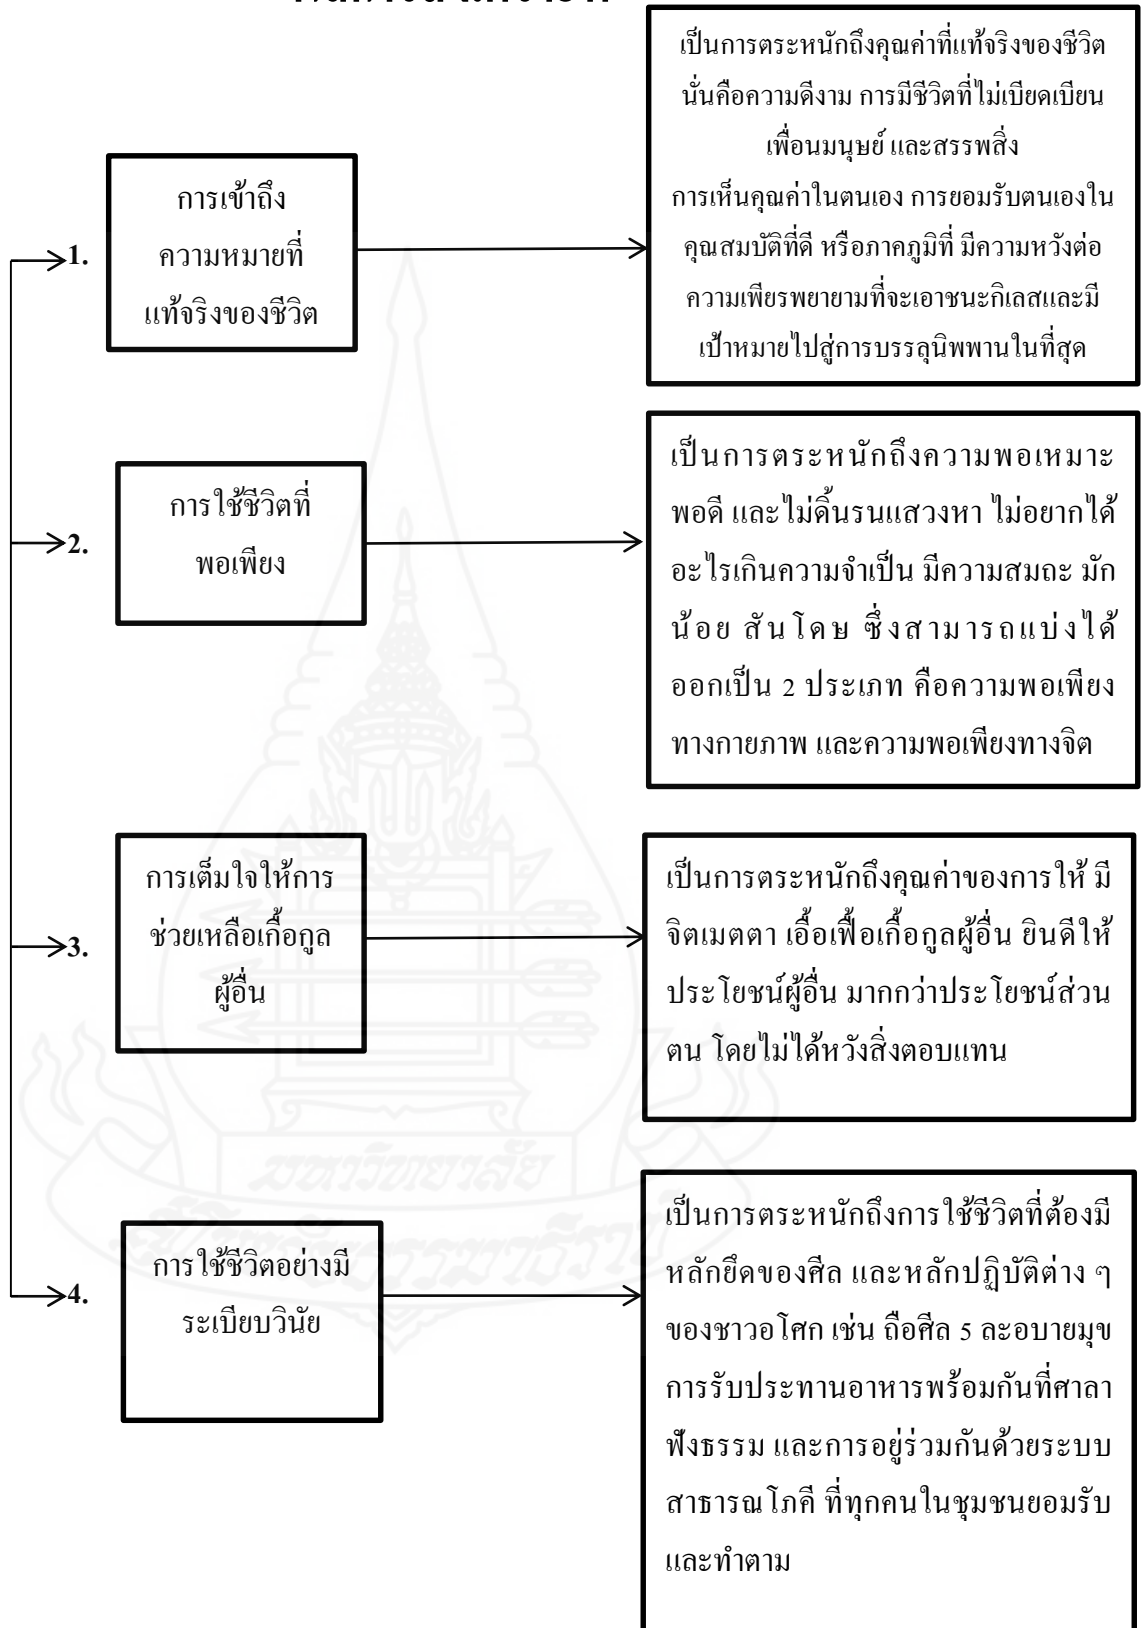 เป็นการตระหนักถึงคุณค่าที่แท้จริงของชีวิต
นั่นคือความดีงาม การมีชีวิตที่ไม่เบียดเบียน
เพื่อนมนุษย์ และสรรพสิ่ง
การเห็นคุณค่าในตนเอง การยอมรับตนเองใน
คุณสมบัติที่ดี หรือภาคภูมิที่ มีความหวังต่อ
ความเพียรพยายามที่จะเอาชนะกิเลสและมี
เป้าหมายไปสู่การบรรลุนิพพานในที่สุด
1.
การเข้าถึง
ความหมายที่
แท้จริงของชีวิต
2.
การใช้ชีวิตที่
พอเพียง
เป็นการตระหนักถึงความพอเหมาะ
พอดี และไม่ดิ้นรนแสวงหา ไม่อยากได้
อะไรเกินความจำเป็น มีความสมถะ มัก
น้อย สันโดษ ซึ่งสามารถแบ่งได้
ออกเป็น 2 ประเภท คือความพอเพียง
ทางกายภาพ และความพอเพียงทางจิต
3.
การเต็มใจให้การ
ช่วยเหลือเกื้อกูล
ผู้อื่น
เป็นการตระหนักถึงคุณค่าของการให้ มี
จิตเมตตา เอื้อเฟื้อเกื้อกูลผู้อื่น ยินดีให้
ประโยชน์ผู้อื่น มากกว่าประโยชน์ส่วน
ตน โดยไม่ได้หวังสิ่งตอบแทน
4.
การใช้ชีวิตอย่างมี
ระเบียบวินัย
เป็นการตระหนักถึงการใช้ชีวิตที่ต้องมี
หลักยึดของศีล และหลักปฏิบัติต่าง ๆ
ของชาวอโศก เช่น ถือศีล 5 ละอบายมุข
การรับประทานอาหารพร้อมกันที่ศาลา
ฟังธรรม และการอยู่ร่วมกันด้วยระบบ
สาธารณโภคี ที่ทุกคนในชุมชนยอมรับ
และทำตาม
มหาวิทยาลัย
สุโขทัยธรรมาธิราช